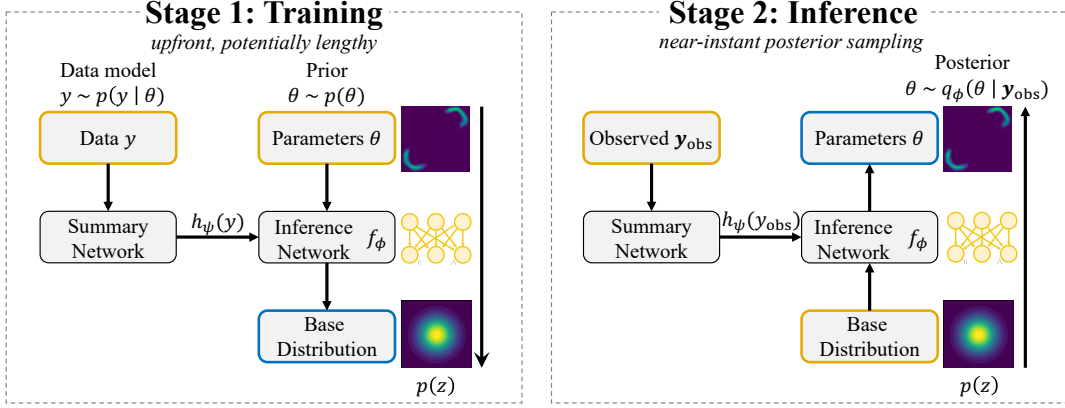 Stage 1: Training
upfront, potentially lengthy
Data model
y ~ p(y | θ)
Prior
θ ~ p(θ)
Data y
Parameters θ
Summary
Network
h_ψ(y)
Inference
Network
f_ϕ
Base
Distribution
p(z)
Stage 2: Inference
near-instant posterior sampling
Posterior
θ ~ q_ϕ(θ | y_obs)
Observed y_obs
Parameters θ
Summary
Network
h_ψ(y_obs)
Inference
Network
f_ϕ
Base
Distribution
p(z)